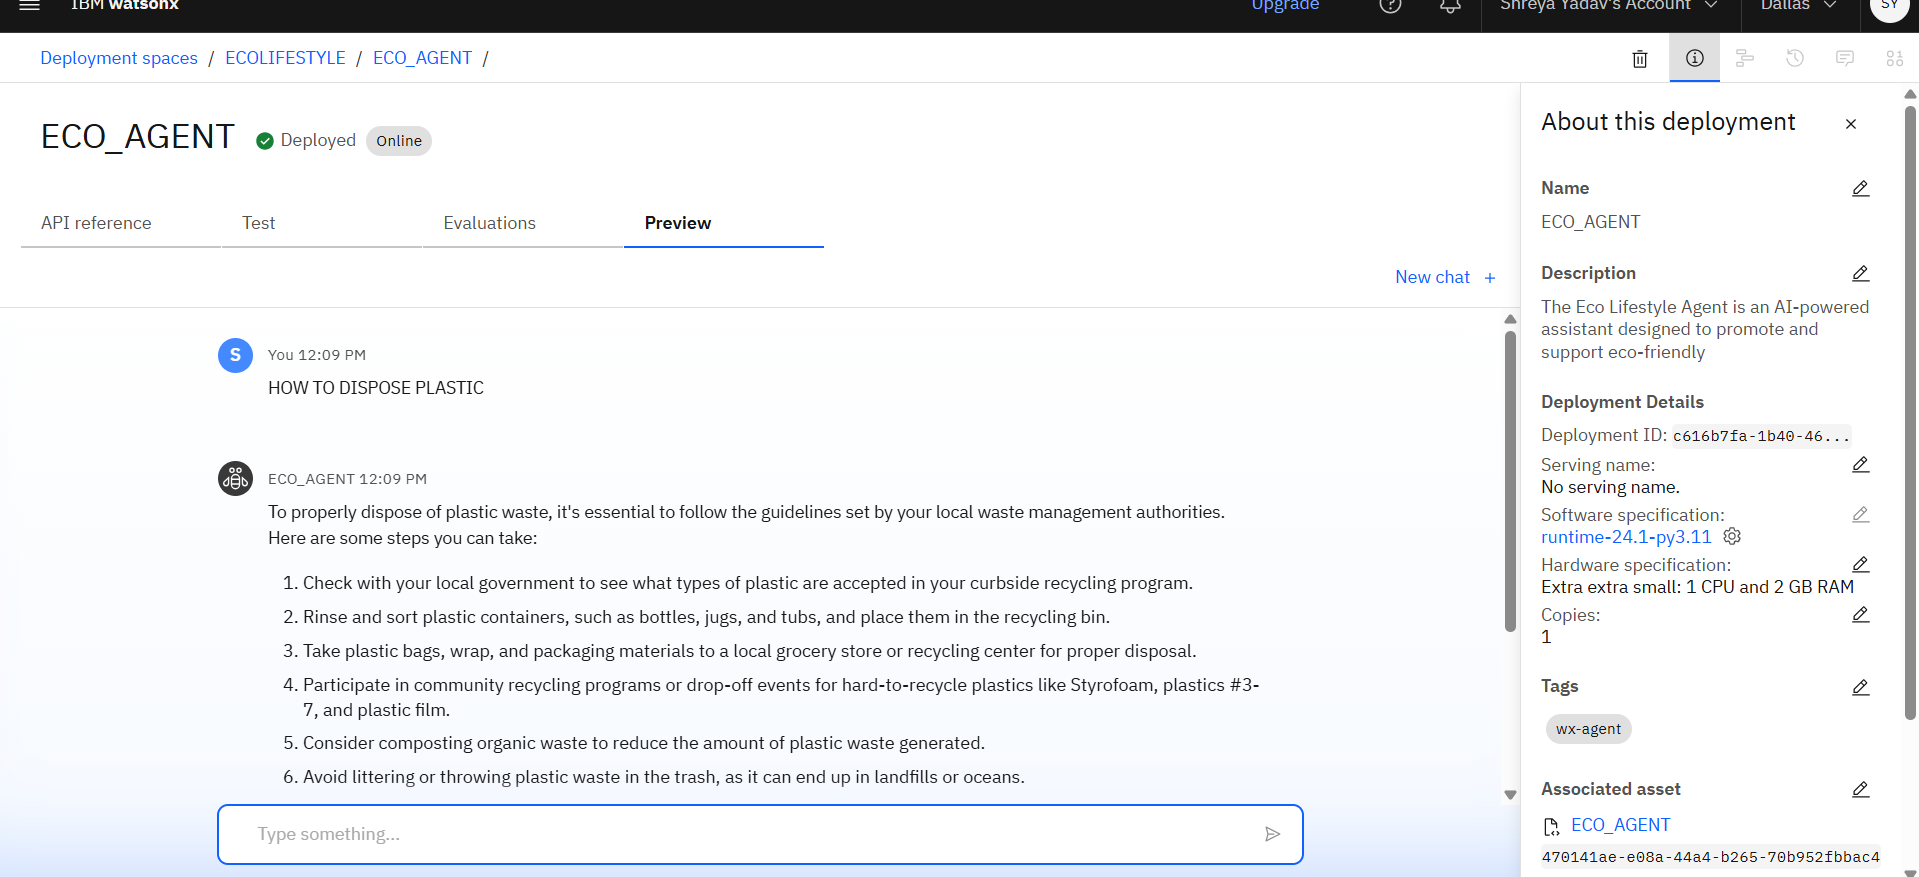 IBM watsonx
Upgrade
Shreya Yadav's Account
Dallas
SY
Deployment spaces / ECOLIFESTYLE / ECO_AGENT /
ECO_AGENT
Deployed
Online
API reference
Test
Evaluations
Preview
New chat +
S
You 12:09 PM
HOW TO DISPOSE PLASTIC
ECO_AGENT 12:09 PM
To properly dispose of plastic waste, it's essential to follow the guidelines set by your local waste management authorities.
Here are some steps you can take:
1. Check with your local government to see what types of plastic are accepted in your curbside recycling program.
2. Rinse and sort plastic containers, such as bottles, jugs, and tubs, and place them in the recycling bin.
3. Take plastic bags, wrap, and packaging materials to a local grocery store or recycling center for proper disposal.
4. Participate in community recycling programs or drop-off events for hard-to-recycle plastics like Styrofoam, plastics #3-
7, and plastic film.
5. Consider composting organic waste to reduce the amount of plastic waste generated.
6. Avoid littering or throwing plastic waste in the trash, as it can end up in landfills or oceans.
Type something...
About this deployment
Name
ECO_AGENT
Description
The Eco Lifestyle Agent is an AI-powered
assistant designed to promote and
support eco-friendly
Deployment Details
Deployment ID: c616b7fa-1b40-46...
Serving name:
No serving name.
Software specification:
runtime-24.1-py3.11
Hardware specification:
Extra extra small: 1 CPU and 2 GB RAM
Copies:
1
Tags
wx-agent
Associated asset
ECO_AGENT
470141ae-e08a-44a4-b265-70b952fbbac4